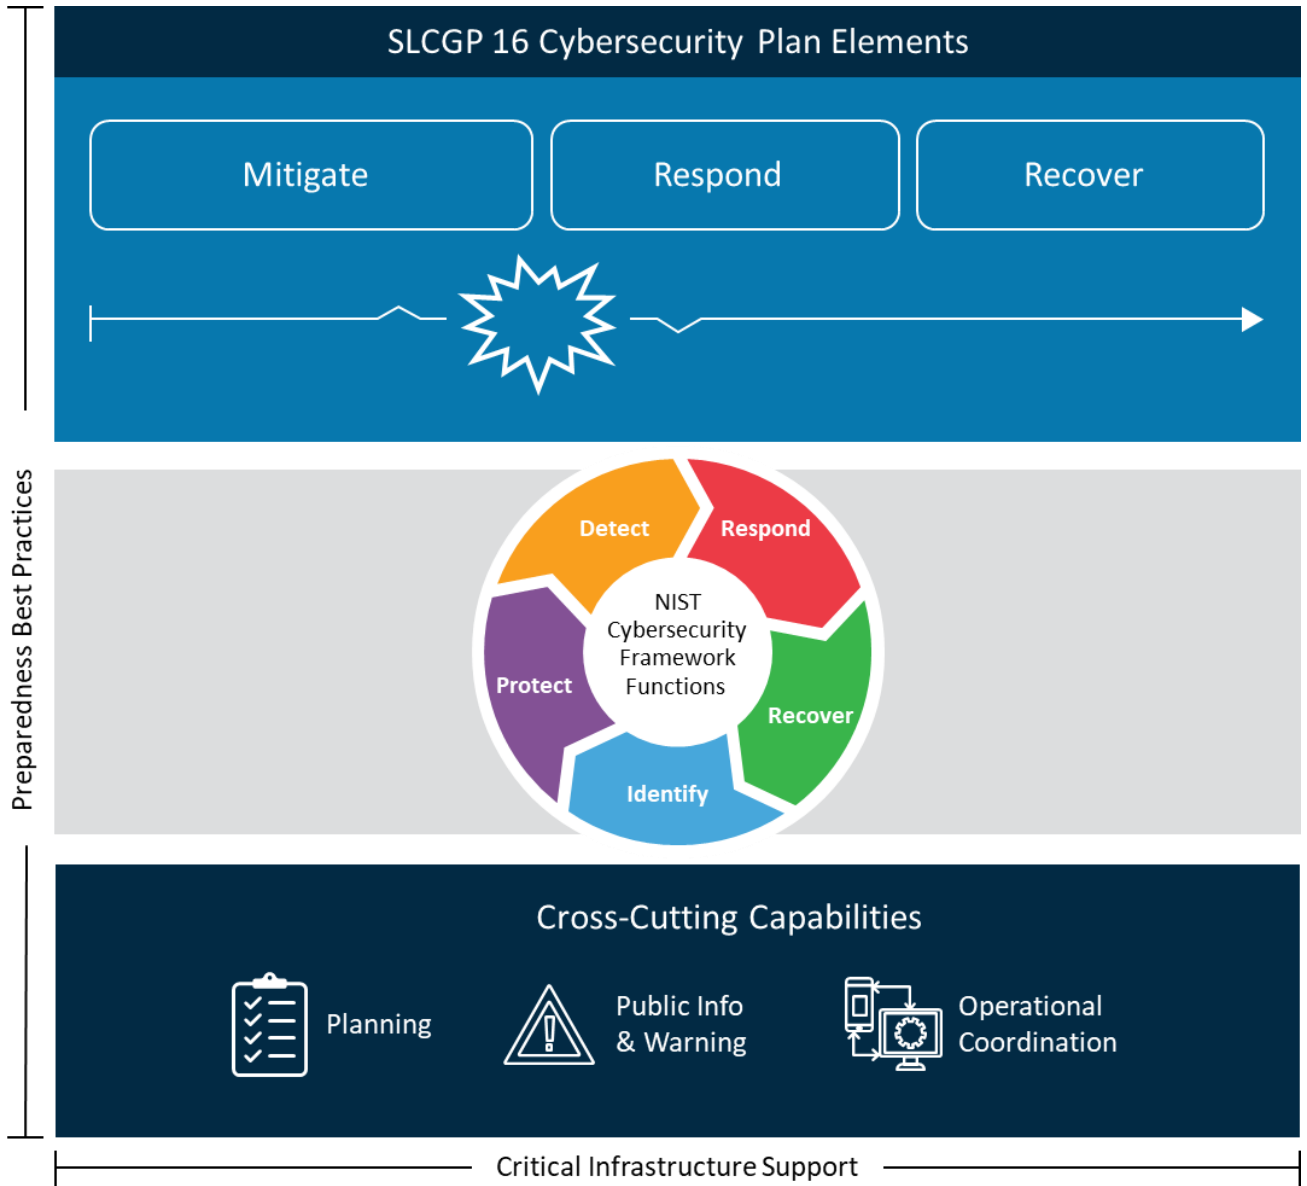 SLCGP 16 Cybersecurity Plan Elements
Mitigate
Respond
Recover
Preparedness Best Practices
Detect
Respond
NIST
Cybersecurity
Framework
Functions
Protect
Recover
Identify
Cross-Cutting Capabilities
Planning
Public Info
& Warning
Operational
Coordination
Critical Infrastructure Support